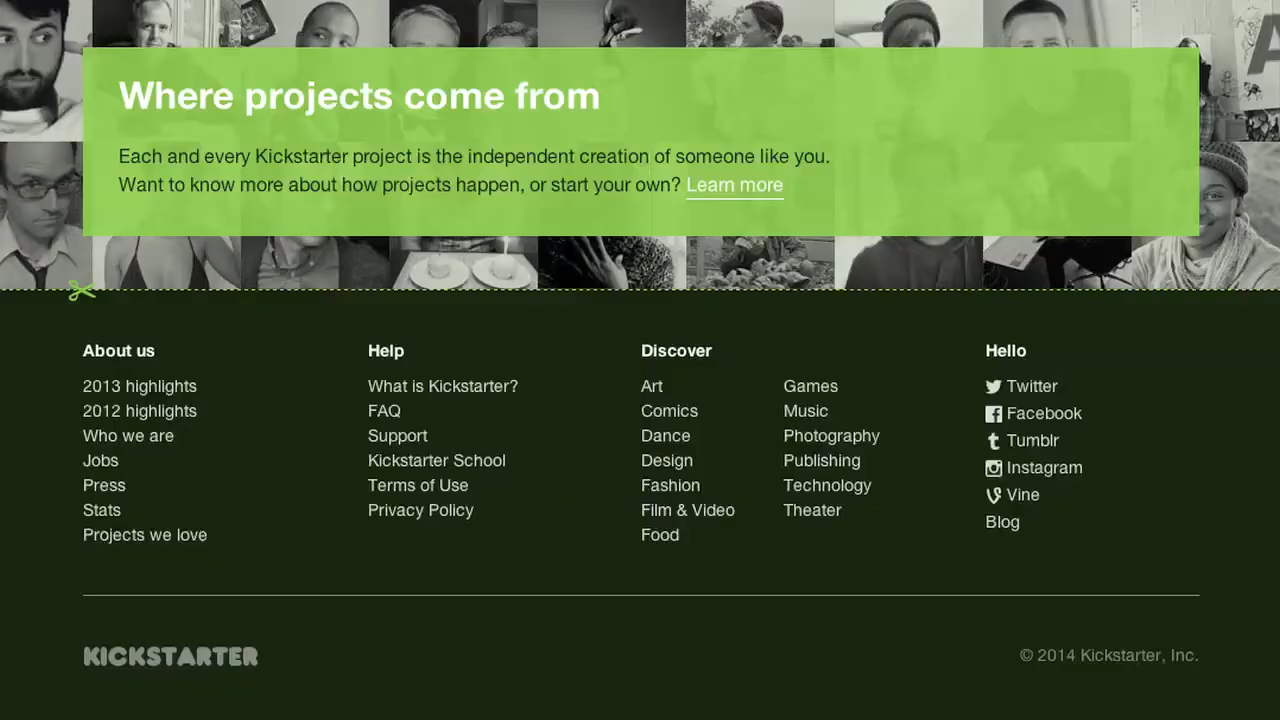 Where projects come from
Each and every Kickstarter project is the independent creation of someone like you.
Want to know more about how projects happen, or start your own? Learn more
About us
2013 highlights
2012 highlights
Who we are
Jobs
Press
Stats
Projects we love
Help
What is Kickstarter?
FAQ
Support
Kickstarter School
Terms of Use
Privacy Policy
Discover
Art
Comics
Dance
Design
Fashion
Film & Video
Food
Games
Music
Photography
Publishing
Technology
Theater
Hello
Twitter
Facebook
Tumblr
Instagram
Vine
Blog
KICKSTARTER
© 2014 Kickstarter, Inc.